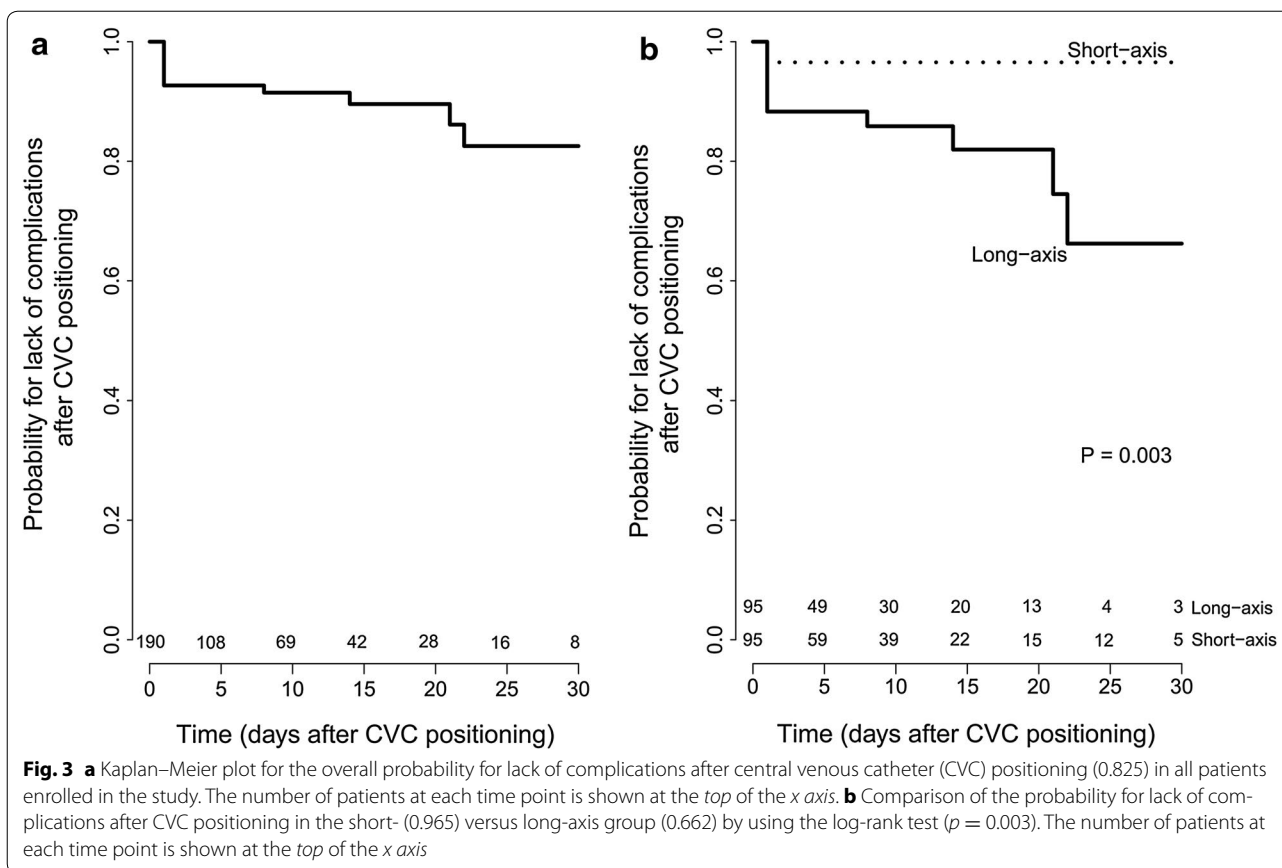 a
Probability for lack of complications
after CVC positioning
1.0
0.8
0.6
0.4
0.2
0.0
190 108 69 42 28 16 8
0 5 10 15 20 25 30
Time (days after CVC positioning)
b
Probability for lack of complications
after CVC positioning
1.0
0.8
0.6
0.4
0.2
0.0
Short−axis
Long−axis
P = 0.003
95 49 30 20 13 4 3 Long−axis
95 59 39 22 15 12 5 Short−axis
0 5 10 15 20 25 30
Time (days after CVC positioning)
Fig. 3 a Kaplan–Meier plot for the overall probability for lack of complications after central venous catheter (CVC) positioning (0.825) in all patients
enrolled in the study. The number of patients at each time point is shown at the top of the x axis. b Comparison of the probability for lack of com-
plications after CVC positioning in the short- (0.965) versus long-axis group (0.662) by using the log-rank test (p = 0.003). The number of patients at
each time point is shown at the top of the x axis